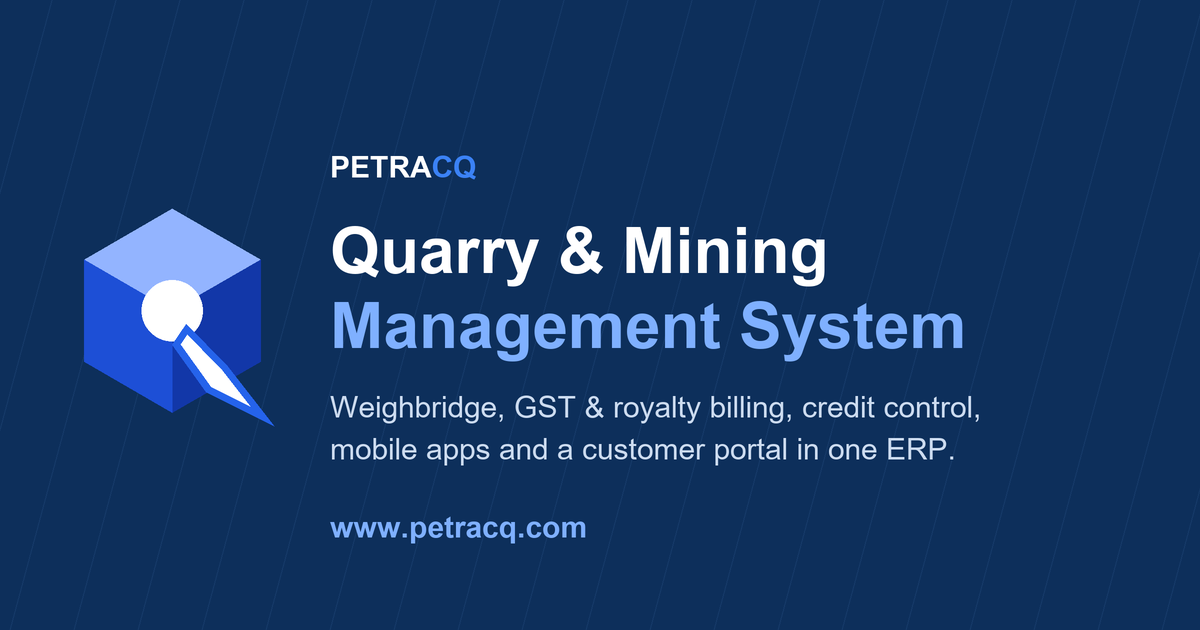 PETRACQ
Quarry & Mining
Management System
Weighbridge, GST & royalty billing, credit control,
mobile apps and a customer portal in one ERP.
www.petracq.com